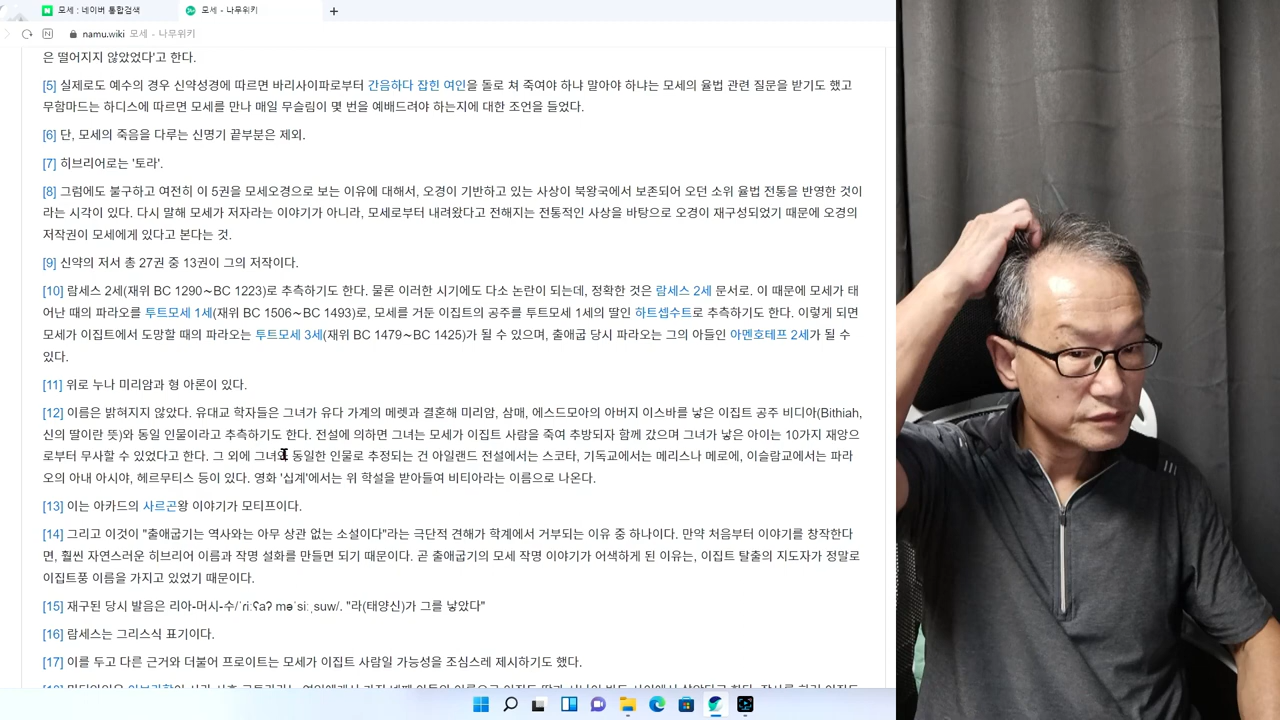 모세 : 네이버 통합검색
모세 - 나무위키
namu.wiki 모세 - 나무위키
은 떨어지지 않았었다'고 한다.
[5] 실제로도 예수의 경우 신약성경에 따르면 바리사이파로부터 간음하다 잡힌 여인을 돌로 쳐 죽여야 하냐 말아야 하냐는 모세의 율법 관련 질문을 받기도 했고
무함마드는 하디스에 따르면 모세를 만나 매일 무슬림이 몇 번을 예배드려야 하는지에 대한 조언을 들었다.
[6] 단, 모세의 죽음을 다루는 신명기 끝부분은 제외.
[7] 히브리어로는 '토라'.
[8] 그럼에도 불구하고 여전히 이 5권을 모세오경으로 보는 이유에 대해서, 오경이 기반하고 있는 사상이 북왕국에서 보존되어 오던 소위 율법 전통을 반영한 것이
라는 시각이 있다. 다시 말해 모세가 저자라는 이야기가 아니라, 모세로부터 내려왔다고 전해지는 전통적인 사상을 바탕으로 오경이 재구성되었기 때문에 오경의
저작권이 모세에게 있다고 본다는 것.
[9] 신약의 저서 총 27권 중 13권이 그의 저작이다.
[10] 람세스 2세(재위 BC 1290~BC 1223)로 추측하기도 한다. 물론 이러한 시기에도 다소 논란이 되는데, 정확한 것은 람세스 2세 문서로. 이 때문에 모세가 태
어난 때의 파라오를 투트모세 1세(재위 BC 1506~BC 1493)로, 모세를 거둔 이집트의 공주를 투트모세 1세의 딸인 하트셉수트로 추측하기도 한다. 이렇게 되면
모세가 이집트에서 도망할 때의 파라오는 투트모세 3세(재위 BC 1479~BC 1425)가 될 수 있으며, 출애굽 당시 파라오는 그의 아들인 아멘호테프 2세가 될 수
있다.
[11] 위로 누나 미리암과 형 아론이 있다.
[12] 이름은 밝혀지지 않았다. 유대교 학자들은 그녀가 유다 가계의 메렛과 결혼해 미리암, 삼매, 에스드모아의 아버지 이스바를 낳은 이집트 공주 비디아(Bithiah,
신의 딸이란 뜻)와 동일 인물이라고 추측하기도 한다. 전설에 의하면 그녀는 모세가 이집트 사람을 죽여 추방되자 함께 갔으며 그녀가 낳은 아이는 10가지 재앙으
로부터 무사할 수 있었다고 한다. 그 외에 그녀와 동일한 인물로 추정되는 건 아일랜드 전설에서는 스코타, 기독교에서는 메리스나 메로에, 이슬람교에서는 파라
오의 아내 아시야, 헤르무티스 등이 있다. 영화 '십계'에서는 위 학설을 받아들여 비티아라는 이름으로 나온다.
[13] 이는 아카드의 사르곤왕 이야기가 모티프이다.
[14] 그리고 이것이 "출애굽기는 역사와는 아무 상관 없는 소설이다"라는 극단적 견해가 학계에서 거부되는 이유 중 하나이다. 만약 처음부터 이야기를 창작한다
면, 훨씬 자연스러운 히브리어 이름과 작명 설화를 만들면 되기 때문이다. 곧 출애굽기의 모세 작명 이야기가 어색하게 된 이유는, 이집트 탈출의 지도자가 정말로
이집트풍 이름을 가지고 있었기 때문이다.
[15] 재구된 당시 발음은 리아-머시-수/ˈriːʕaʔ məˈsiːˌsuw/. "라(태양신)가 그를 낳았다"
[16] 람세스는 그리스식 표기이다.
[17] 이를 두고 다른 근거와 더불어 프로이트는 모세가 이집트 사람일 가능성을 조심스레 제시하기도 했다.